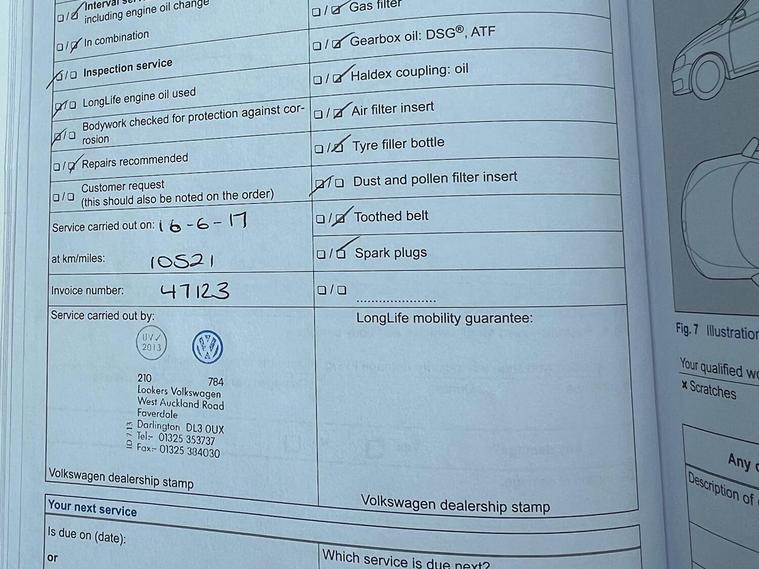 Interval
including engine oil change
In combination
Inspection service
LongLife engine oil used
Bodywork checked for protection against cor-
rosion
Repairs recommended
Customer request
(this should also be noted on the order)
Service carried out on: 16-6-17
at km/miles: 10521
Invoice number: 47123
Service carried out by:
UVV
2013
210 784
Lookers Volkswagen
West Auckland Road
Faverdale
Darlington DL3 0UX
Tel:- 01325 353737
Fax:- 01325 384030
Volkswagen dealership stamp
Gas filter
Gearbox oil: DSG®, ATF
Haldex coupling: oil
Air filter insert
Tyre filler bottle
Dust and pollen filter insert
Toothed belt
Spark plugs
LongLife mobility guarantee:
Volkswagen dealership stamp
Your next service
Is due on (date):
or
Which service is due next?
Fig. 7 Illustration
Your qualified
x Scratches
Any
Description of